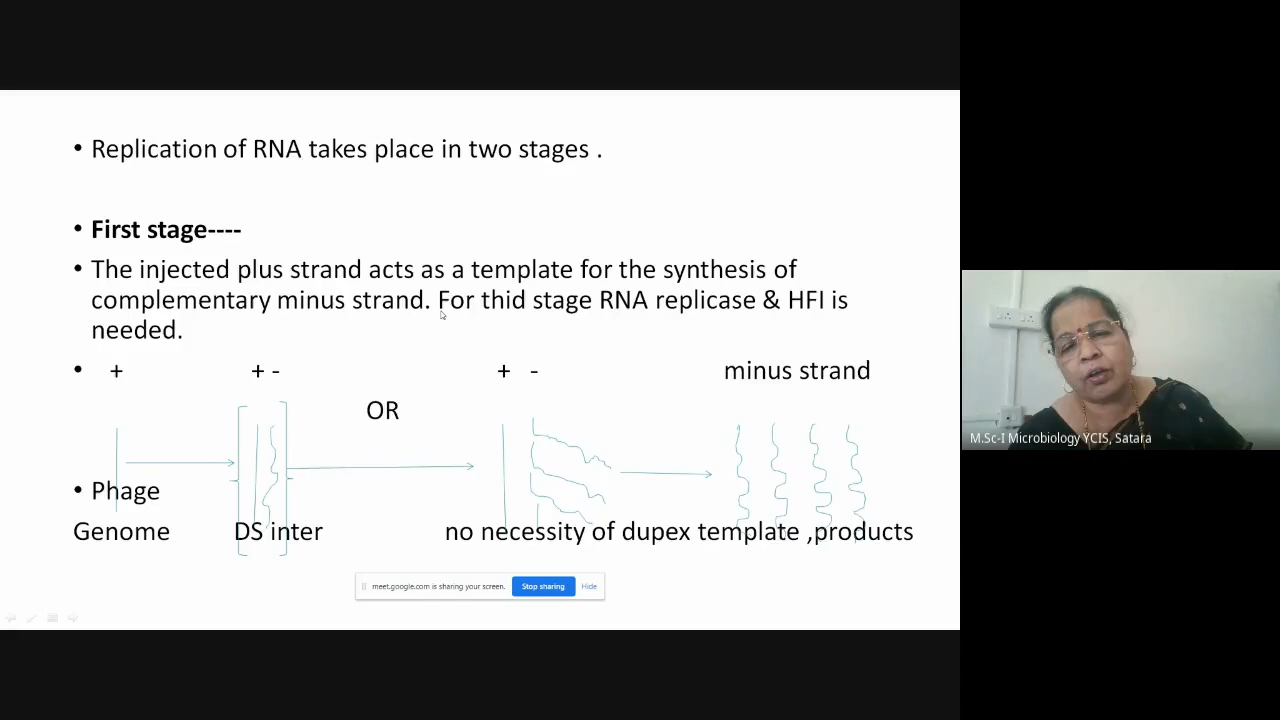 • Replication of RNA takes place in two stages .
• First stage----
• The injected plus strand acts as a template for the synthesis of
complementary minus strand. For thid stage RNA replicase & HFI is
needed.
• + + - + - minus strand
OR
• Phage
Genome DS inter no necessity of dupex template ,products
meet.google.com is sharing your screen. Stop sharing Hide
M.Sc-I Microbiology YCIS, Satara